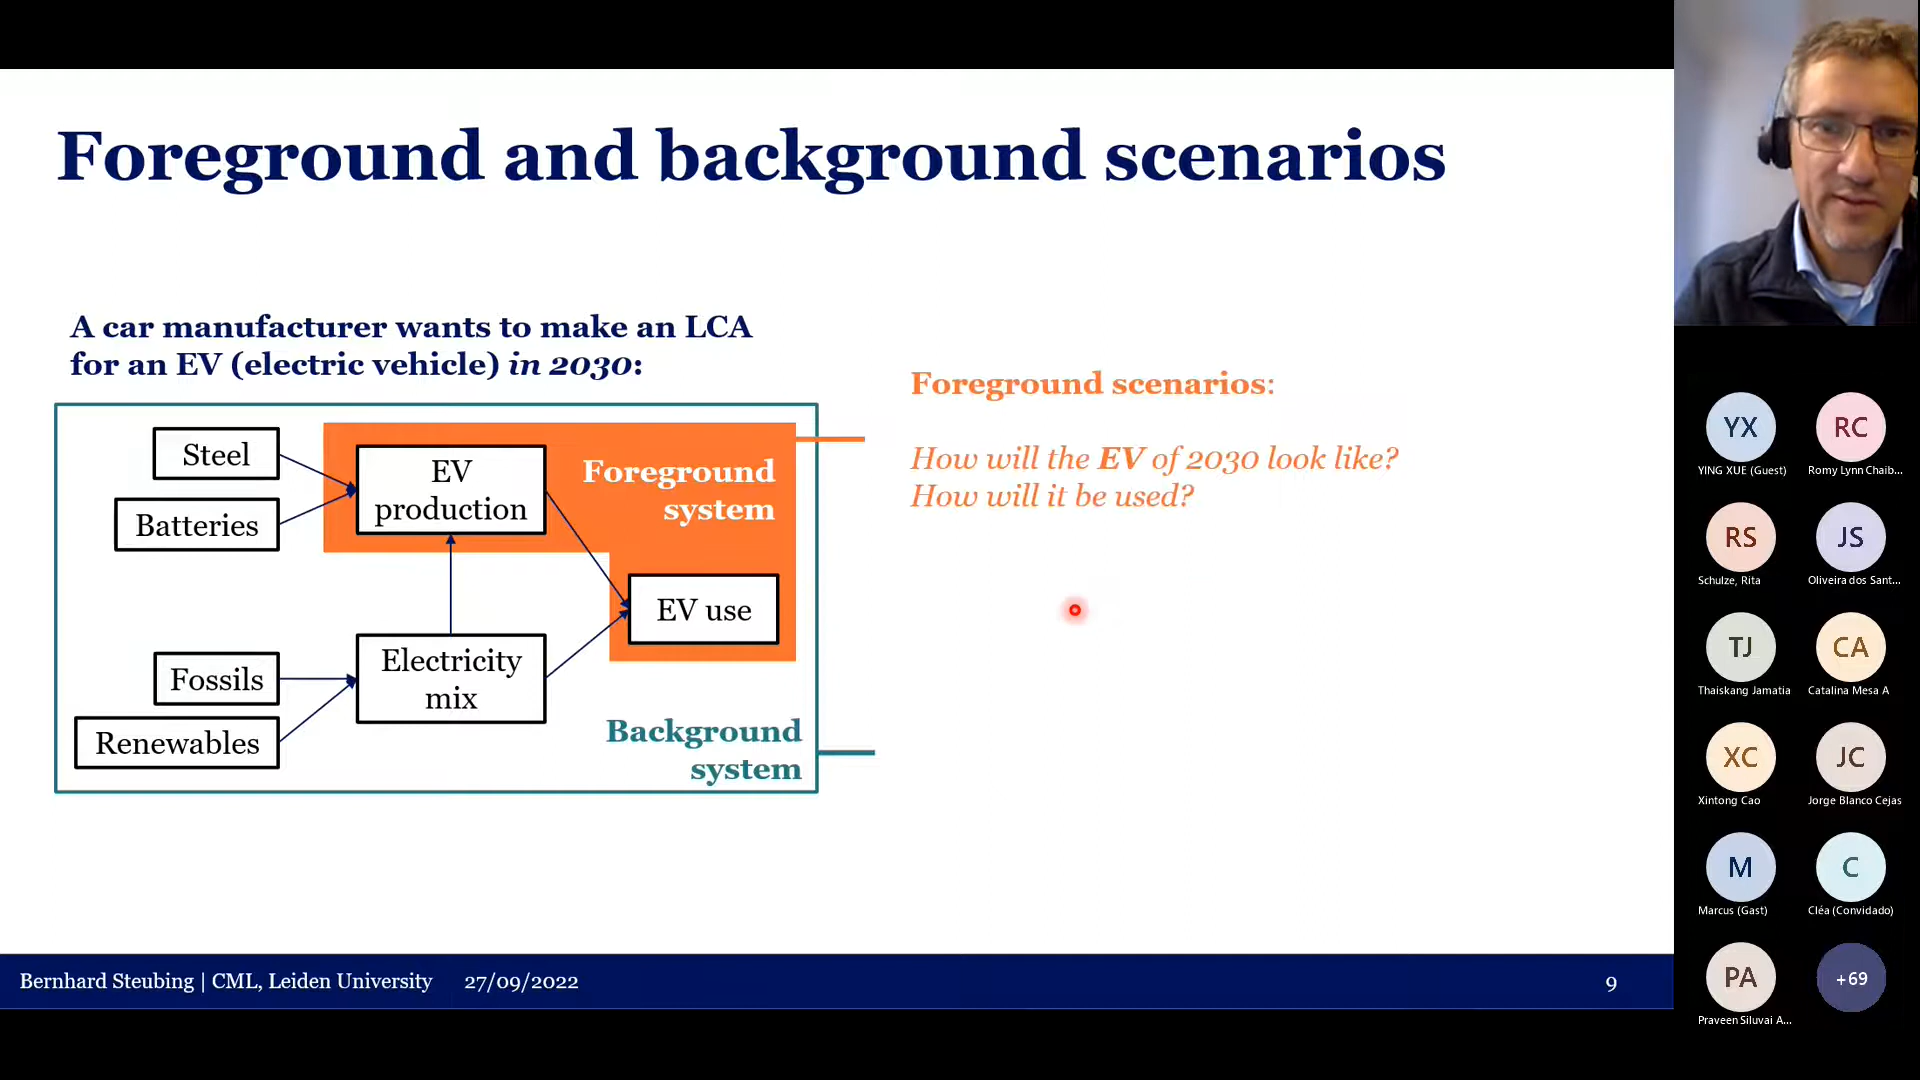 Foreground and background scenarios
A car manufacturer wants to make an LCA
for an EV (electric vehicle) in 2030:
Steel
Batteries
EV
production
Foreground
system
EV use
Fossils
Renewables
Electricity
mix
Background
system
Foreground scenarios:
How will the EV of 2030 look like?
How will it be used?
Bernhard Steubing | CML, Leiden University 27/09/2022
9
YX
YING XUE (Guest)
RC
Romy Lynn Chaib...
RS
Schulze, Rita
JS
Oliveira dos Sant...
TJ
Thaiskang Jamatia
CA
Catalina Mesa A
XC
Xintong Cao
JC
Jorge Blanco Cejas
M
Marcus (Gast)
C
Cléa (Convidado)
PA
Praveen Siluvai A...
+69